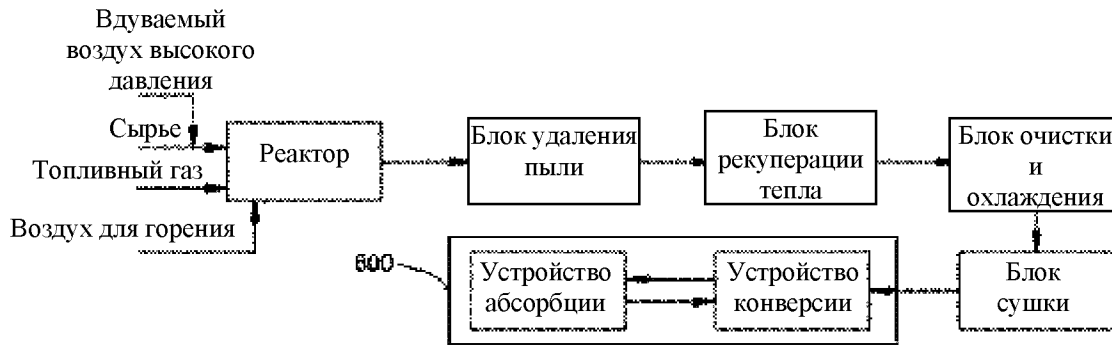 Вдуваемый
воздух высокого
давления
Сырье
Топливный газ
Воздух для горения
Реактор
Блок удаления
пыли
Блок
рекуперации
тепла
Блок очистки
и
охлаждения
600
Устройство
абсорбции
Устройство
конверсии
Блок
сушки